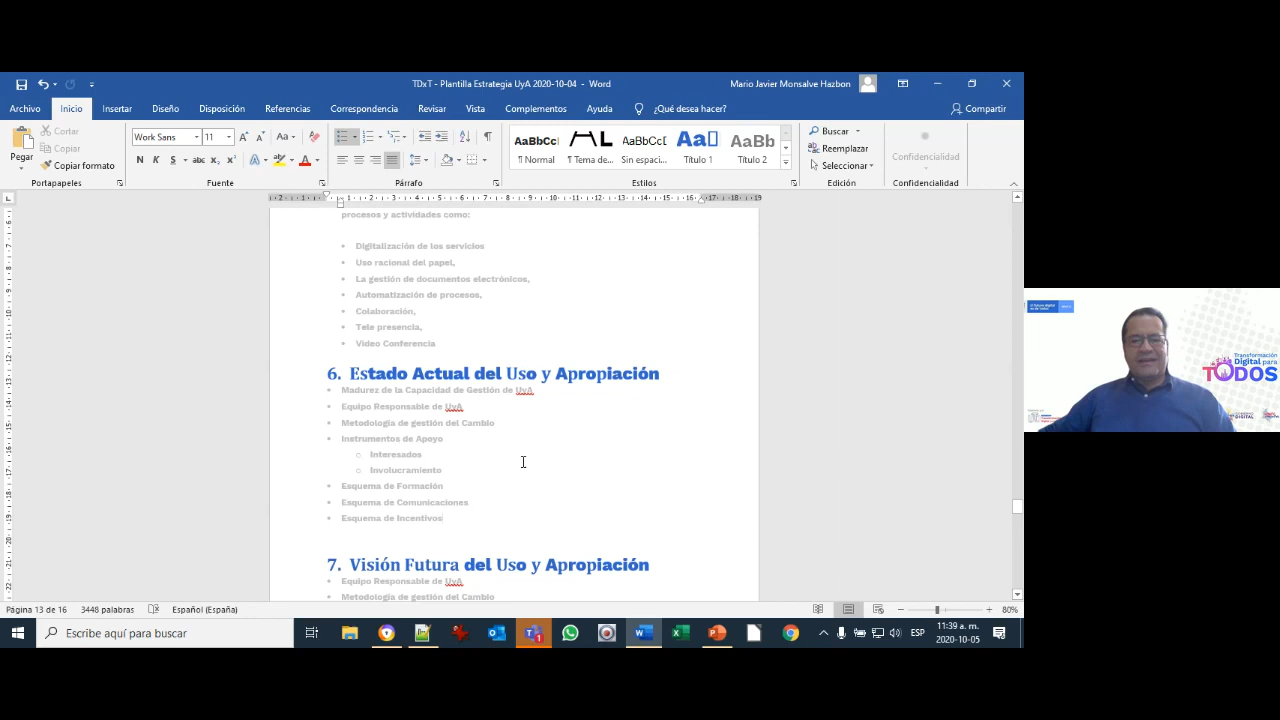 TDxT - Plantilla Estrategia UyA 2020-10-04 - Word
Mario Javier Monsalve Hazbon
Archivo Inicio Insertar Diseño Disposición Referencias Correspondencia Revisar Vista Complementos Ayuda ¿Qué desea hacer? Compartir
Pegar
Cortar
Copiar
Copiar formato
Portapapeles
Work Sans 11
N K S abc x₂ x²
Fuente
Párrafo
AaBbCc AaBbCcD AaBb
¶ Normal ¶ Tema de... Sin espaci... Título 1 Título 2
Estilos
Buscar
Reemplazar
Seleccionar
Edición
Confidencialidad
Confidencialidad
procesos y actividades como:
• Digitalización de los servicios
• Uso racional del papel,
• La gestión de documentos electrónicos,
• Automatización de procesos,
• Colaboración,
• Tele presencia,
• Video Conferencia
6. Estado Actual del Uso y Apropiación
• Madurez de la Capacidad de Gestión de UyA
• Equipo Responsable de UyA
• Metodología de gestión del Cambio
• Instrumentos de Apoyo
o Interesados
o Involucramiento
• Esquema de Formación
• Esquema de Comunicaciones
• Esquema de Incentivos
7. Visión Futura del Uso y Apropiación
• Equipo Responsable de UyA
• Metodología de gestión del Cambio
Transformación
Digital para
TODOS
Página 13 de 16 3448 palabras Español (España) 80%
Escribe aquí para buscar
ESP
11:39 a. m.
2020-10-05